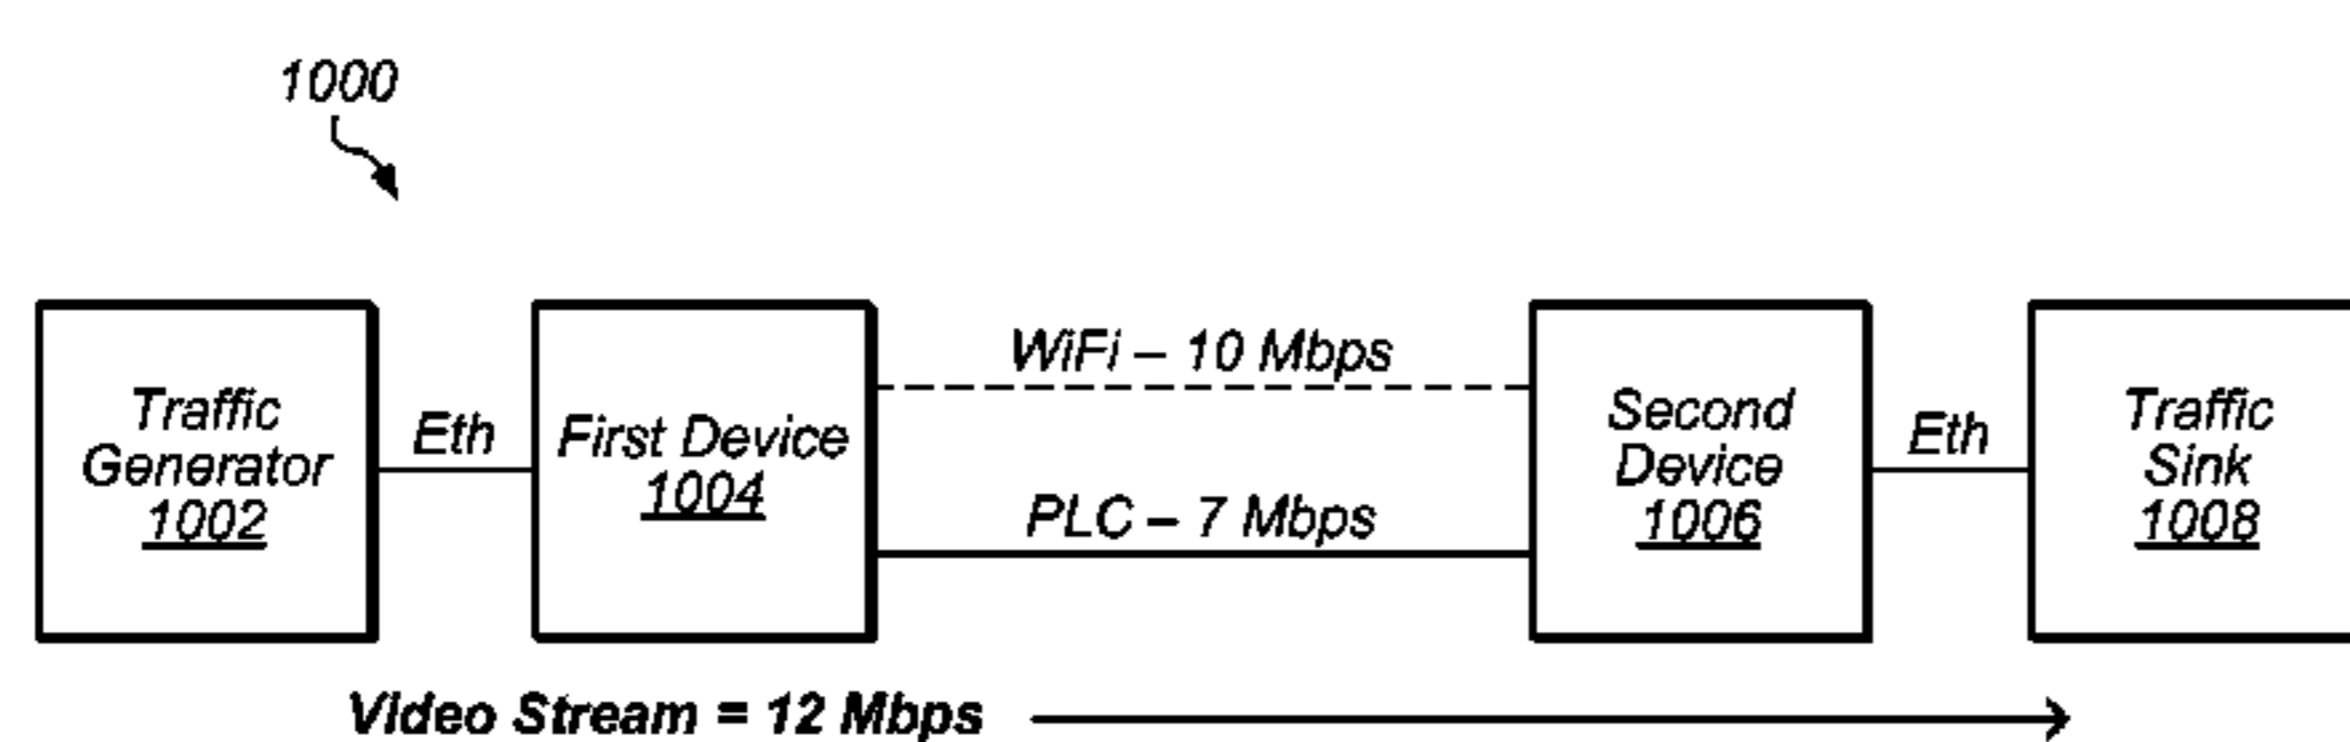 1000
Traffic
Generator
1002
Eth
First Device
1004
WiFi – 10 Mbps
PLC – 7 Mbps
Second
Device
1006
Eth
Traffic
Sink
1008
Video Stream = 12 Mbps